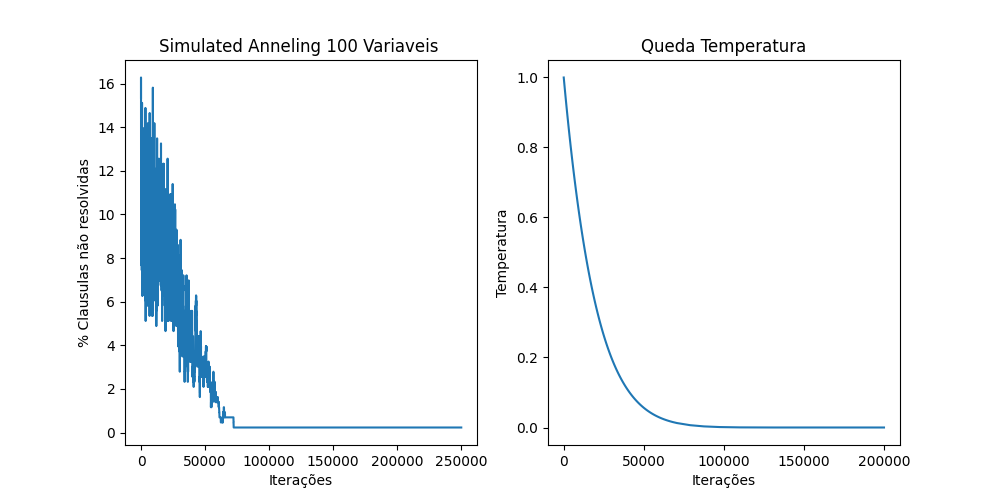 Simulated Anneling 100 Variaveis
% Clausulas não resolvidas
16
14
12
10
8
6
4
2
0
0 50000 100000 150000 200000 250000
Iterações
Queda Temperatura
Temperatura
1.0
0.8
0.6
0.4
0.2
0.0
0 50000 100000 150000 200000
Iterações